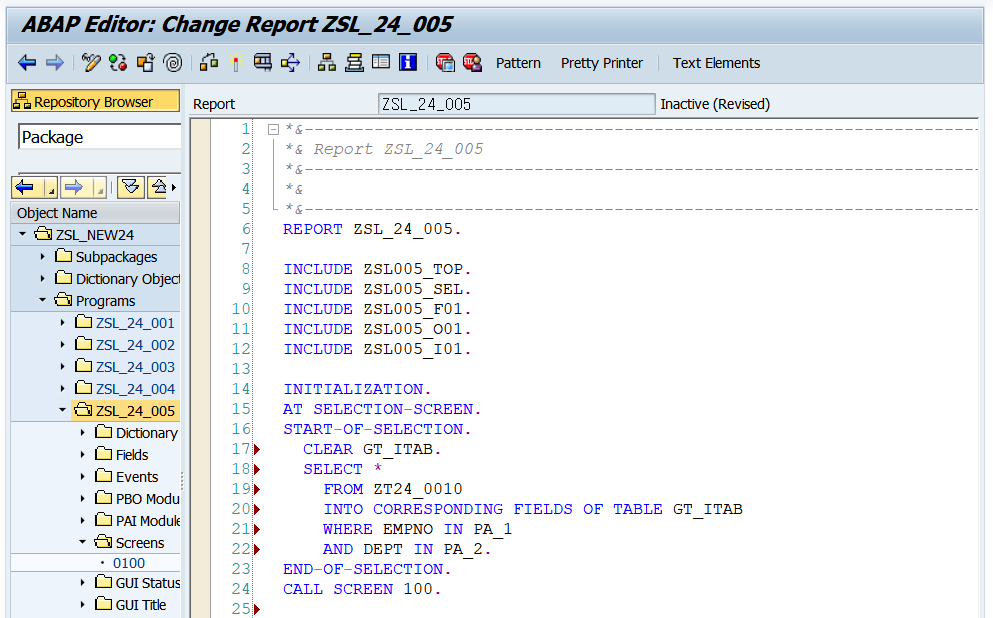 ABAP Editor: Change Report ZSL_24_005
Pattern Pretty Printer Text Elements
Repository Browser
Report ZSL_24_005 Inactive (Revised)
Package
Object Name
ZSL_NEW24
Subpackages
Dictionary Object
Programs
ZSL_24_001
ZSL_24_002
ZSL_24_003
ZSL_24_004
ZSL_24_005
Dictionary
Fields
Events
PBO Modu
PAI Module
Screens
0100
GUI Status
GUI Title
1 *&---------------------------------------------------------------------
2 *& Report ZSL_24_005
3 *&---------------------------------------------------------------------
4 *&
5 *&---------------------------------------------------------------------
6 REPORT ZSL_24_005.
7
8 INCLUDE ZSL005_TOP.
9 INCLUDE ZSL005_SEL.
10 INCLUDE ZSL005_F01.
11 INCLUDE ZSL005_O01.
12 INCLUDE ZSL005_I01.
13
14 INITIALIZATION.
15 AT SELECTION-SCREEN.
16 START-OF-SELECTION.
17 CLEAR GT_ITAB.
18 SELECT *
19 FROM ZT24_0010
20 INTO CORRESPONDING FIELDS OF TABLE GT_ITAB
21 WHERE EMPNO IN PA_1
22 AND DEPT IN PA_2.
23 END-OF-SELECTION.
24 CALL SCREEN 100.
25